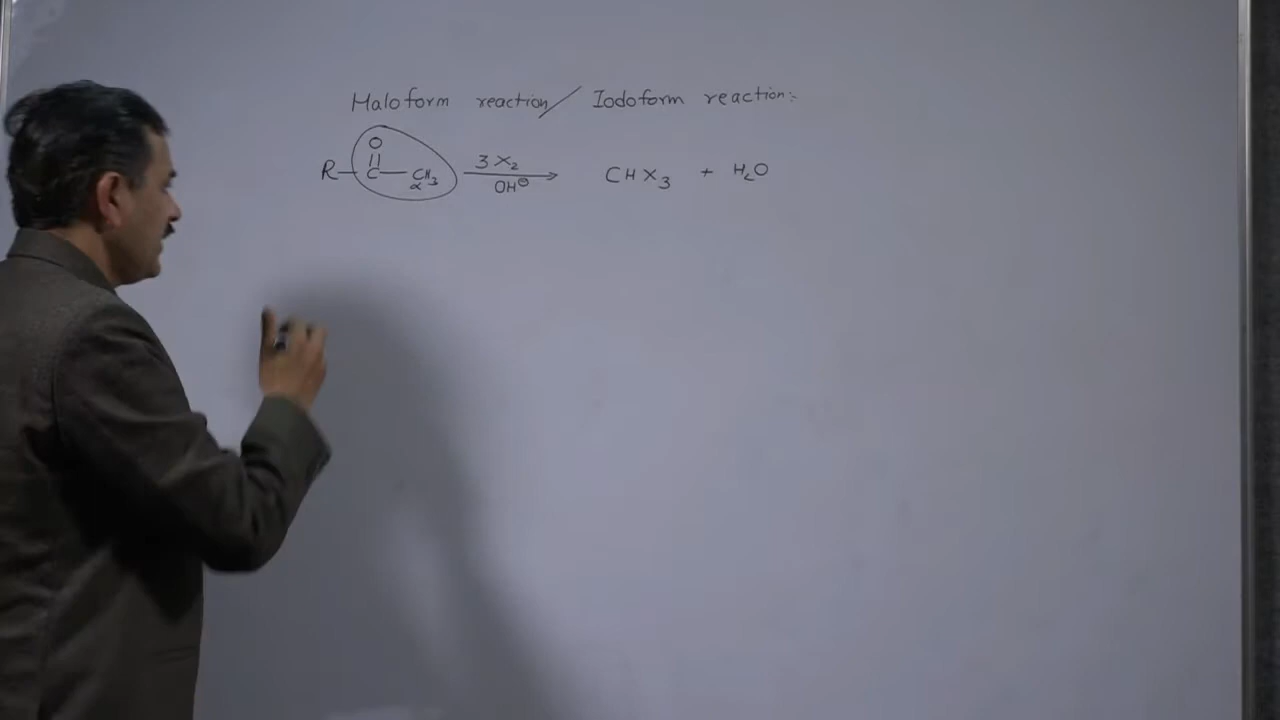 Haloform reaction/ Iodoform reaction:-
O
||
R-C-CH3 3X2 → CHX3 + H2O
α OH⊖